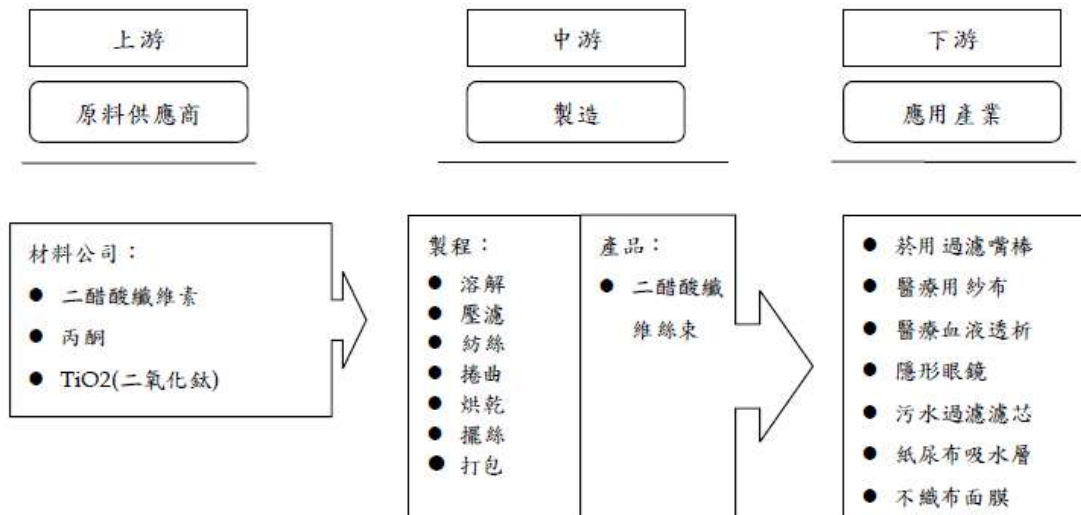 上游
原料供應商
材料公司：
● 二醋酸纖維素
● 丙酮
● TiO2(二氧化鈦)
中游
製造
製程：
● 溶解
● 壓濾
● 紡絲
● 捲曲
● 烘乾
● 擺絲
● 打包
產品：
● 二醋酸纖
維絲束
下游
應用產業
● 菸用過濾嘴棒
● 醫療用紗布
● 醫療血液透析
● 隱形眼鏡
● 污水過濾濾芯
● 紙尿布吸水層
● 不織布面膜